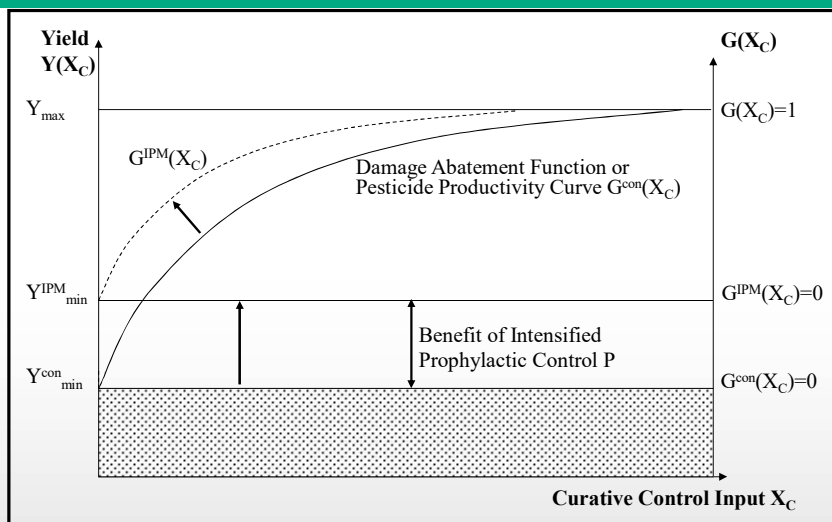 Yield
Y(X_C)
G(X_C)
Y_max
G(X_C)=1
G^IPM(X_C)
Damage Abatement Function or
Pesticide Productivity Curve G^con(X_C)
Y^IPM_min
G^IPM(X_C)=0
Benefit of Intensified
Prophylactic Control P
Y^con_min
G^con(X_C)=0
Curative Control Input X_C